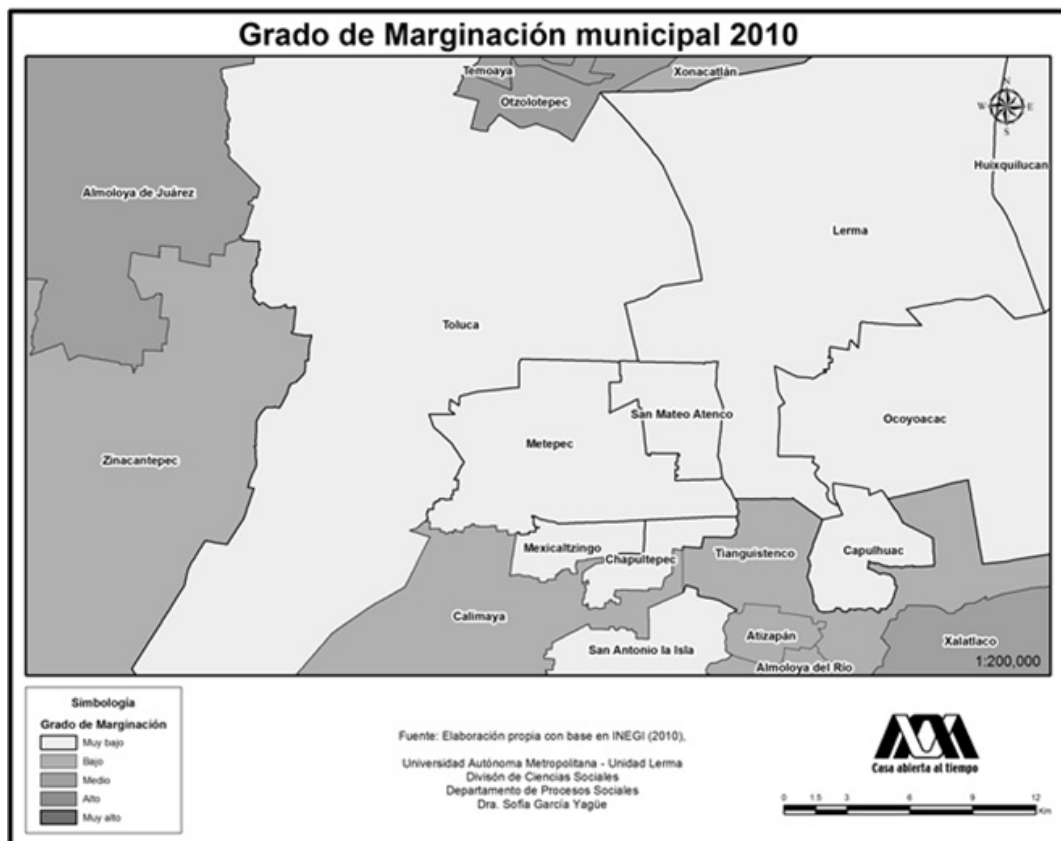 Grado de Marginación municipal 2010
Temoaya
Xonacatlán
Otzolotepec
N
W
E
S
Huixquilucan
Almoloya de Juárez
Lerma
Toluca
San Mateo Atenco
Ocoyoacac
Metepec
Zinacantepec
Mexicaltzingo
Chapultepec
Tianguistenco
Capulhuac
Calimaya
San Antonio la Isla
Atizapán
Xalatlaco
Almoloya del Río
1:200,000
Simbología
Grado de Marginación
Muy bajo
Bajo
Medio
Alto
Muy alto
Fuente: Elaboración propia con base en INEGI (2010),
Universidad Autónoma Metropolitana - Unidad Lerma
Divisón de Ciencias Sociales
Departamento de Procesos Sociales
Dra. Sofía García Yagüe
Casa abierta al tiempo
0 1.5 3 6 9 12
Km